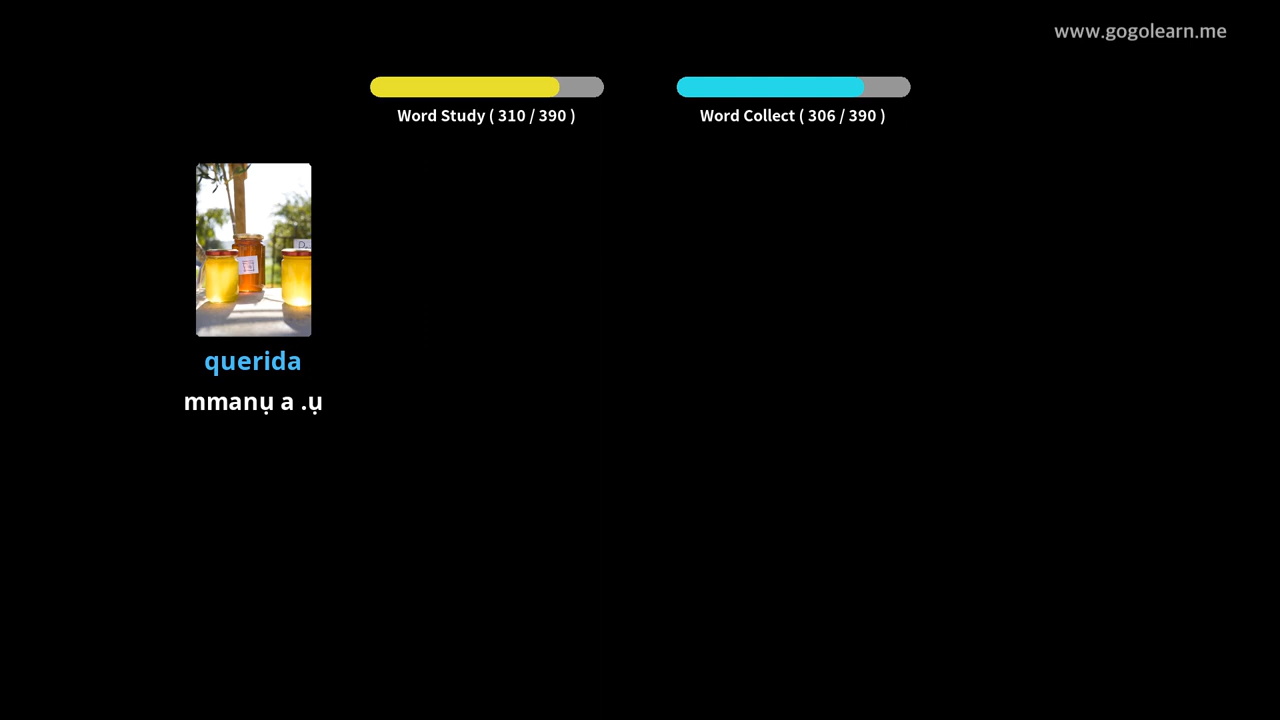 www.gogolearn.me
Word Study ( 310 / 390 )
Word Collect ( 306 / 390 )
querida
mmanụ a .ụ